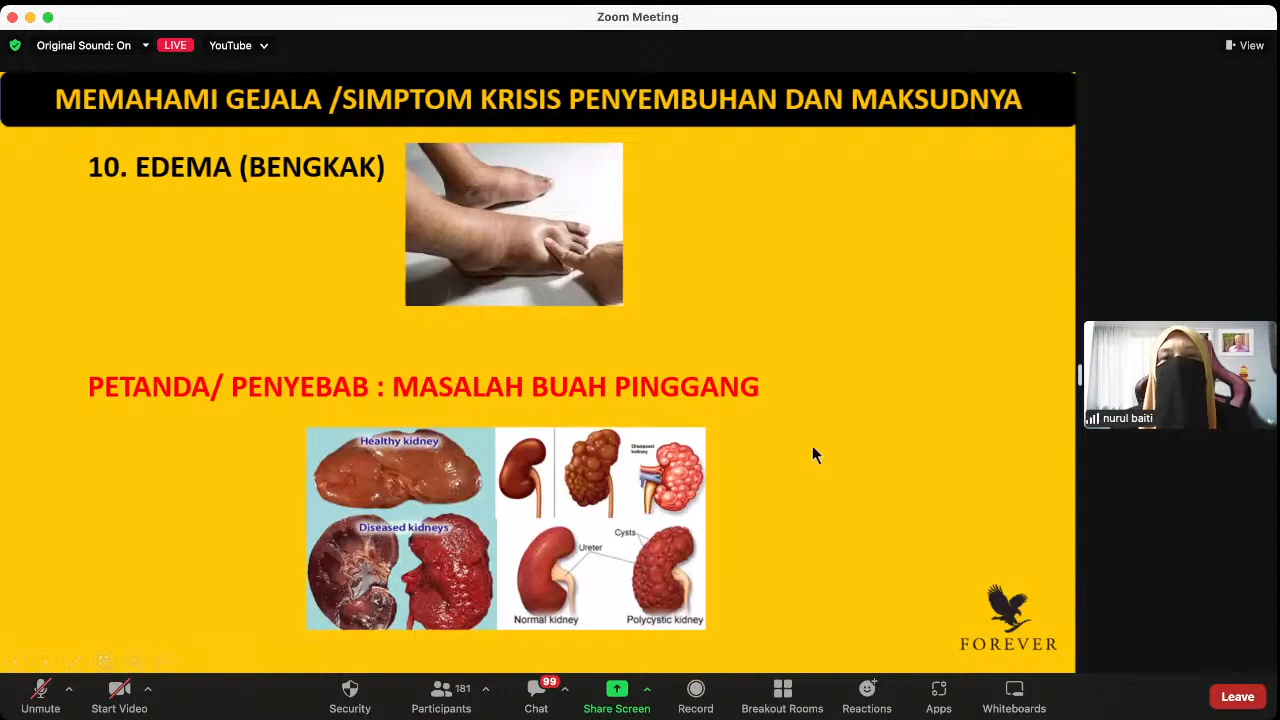 Zoom Meeting
Original Sound: On
LIVE
YouTube
View
MEMAHAMI GEJALA /SIMPTOM KRISIS PENYEMBUHAN DAN MAKSUDNYA
10. EDEMA (BENGKAK)
PETANDA/ PENYEBAB : MASALAH BUAH PINGGANG
Healthy kidney
Diseased kidney
Diseased kidneys
Cysts
Ureter
Normal kidney
Polycystic kidney
nurul baiti
FOREVER
99
181
Unmute
Start Video
Security
Participants
Chat
Share Screen
Record
Breakout Rooms
Reactions
Apps
Whiteboards
Leave